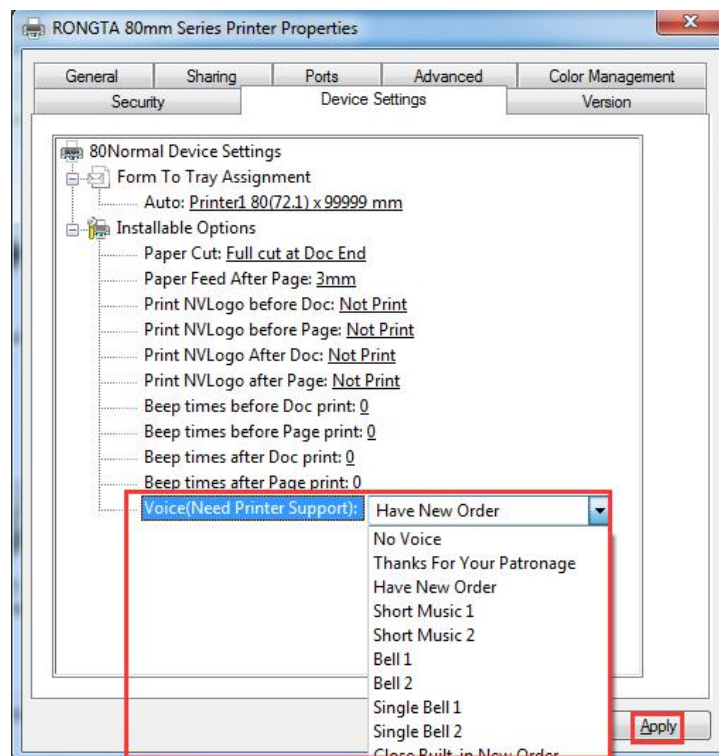 RONGTA 80mm Series Printer Properties
General Sharing Ports Advanced Color Management
Security Device Settings Version
80Normal Device Settings
Form To Tray Assignment
Auto: Printer1 80(72.1) x 99999 mm
Installable Options
Paper Cut: Full cut at Doc End
Paper Feed After Page: 3mm
Print NVLogo before Doc: Not Print
Print NVLogo before Page: Not Print
Print NVLogo After Doc: Not Print
Print NVLogo after Page: Not Print
Beep times before Doc print: 0
Beep times before Page print: 0
Beep times after Doc print: 0
Beep times after Page print: 0
Voice(Need Printer Support): Have New Order
No Voice
Thanks For Your Patronage
Have New Order
Short Music 1
Short Music 2
Bell 1
Bell 2
Single Bell 1
Single Bell 2
Apply
Close Built-in New Order